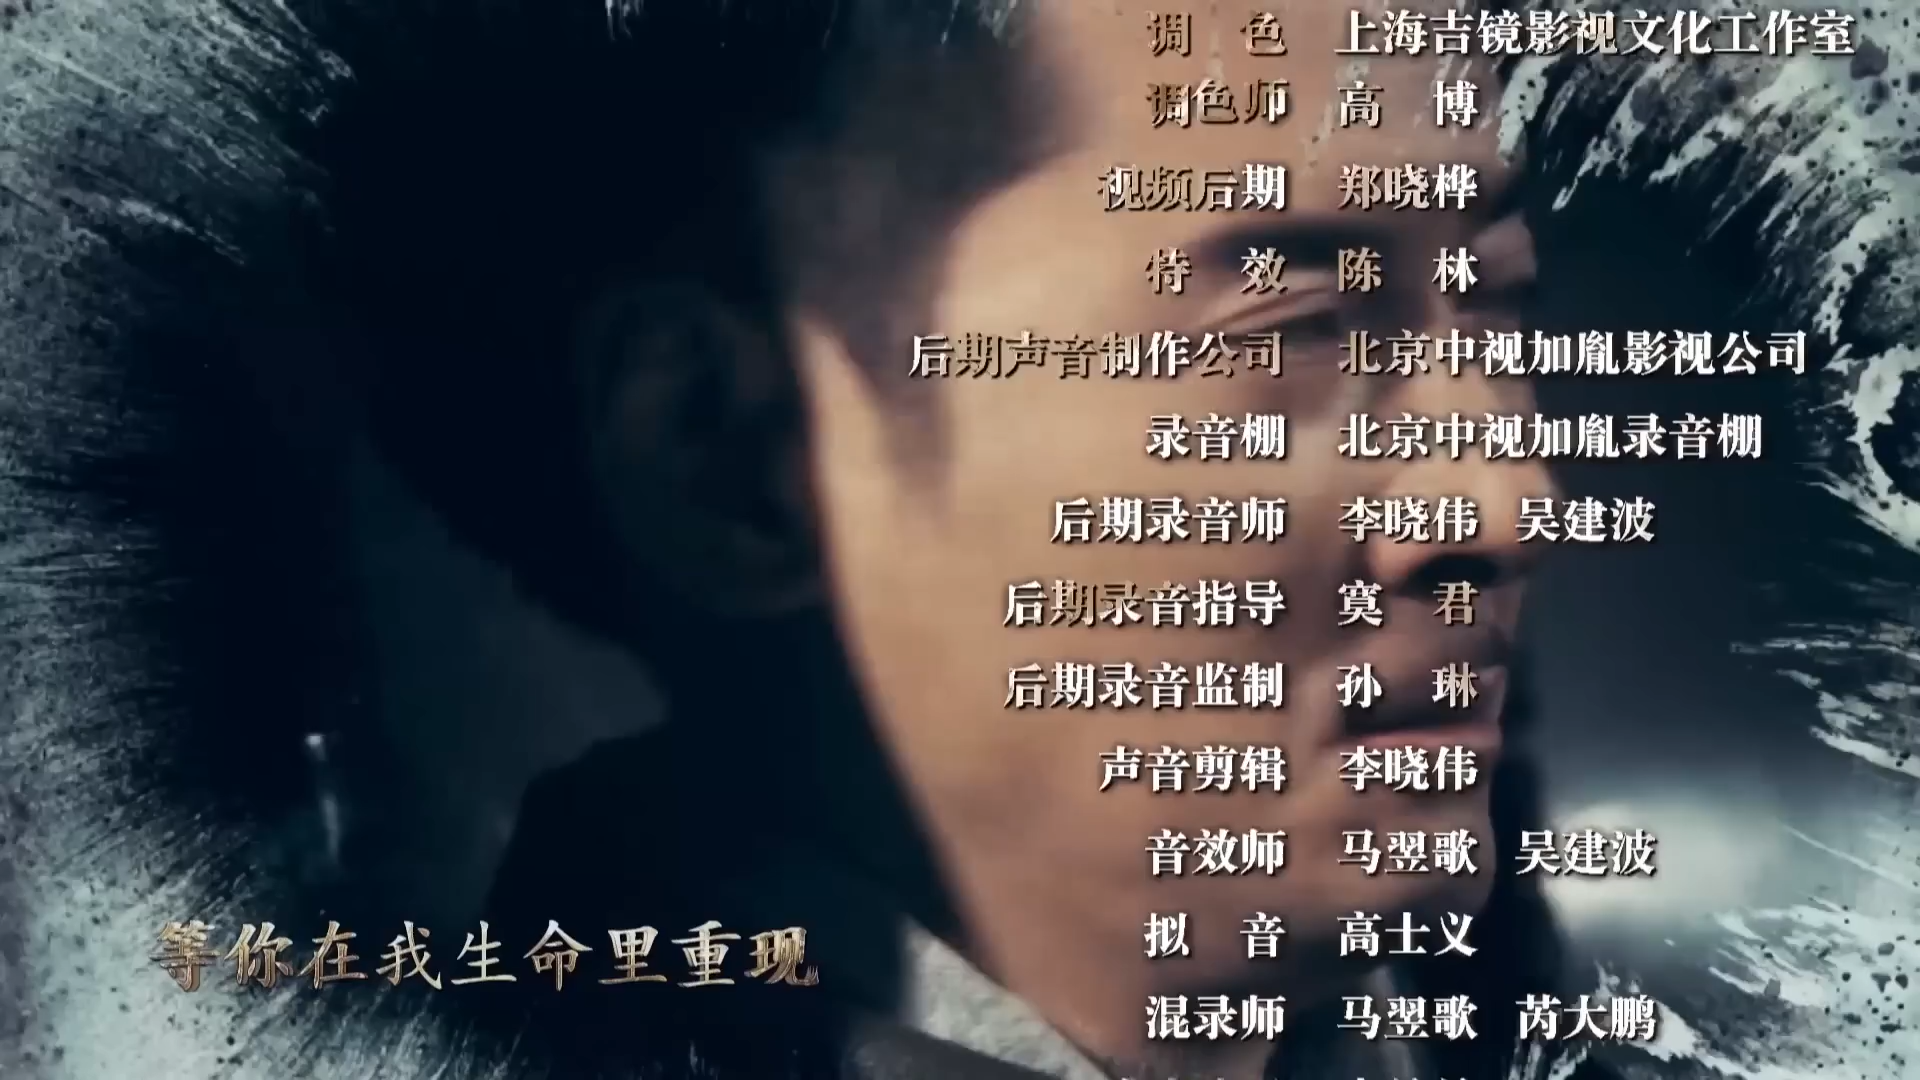 调 色 上海吉镜影视文化工作室
调色师 高 博
视频后期 郑晓桦
特 效 陈 林
后期声音制作公司 北京中视加胤影视公司
录音棚 北京中视加胤录音棚
后期录音师 李晓伟 吴建波
后期录音指导 寞 君
后期录音监制 孙 琳
声音剪辑 李晓伟
音效师 马翌歌 吴建波
拟 音 高士义
混录师 马翌歌 芮大鹏
等你在我生命里重现